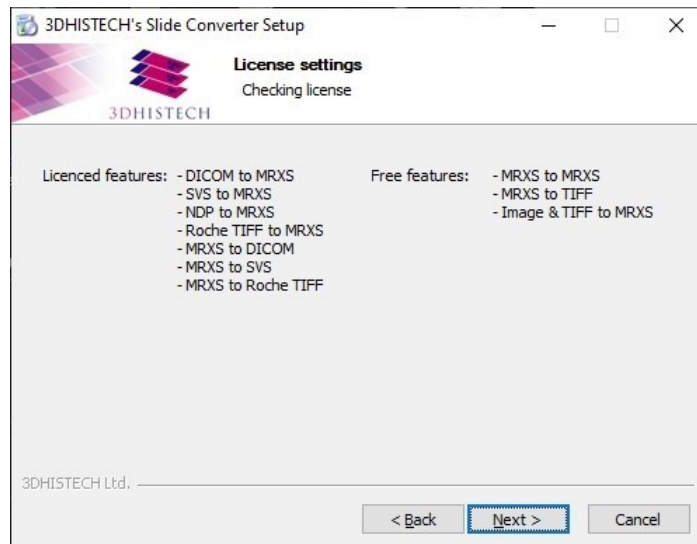 3DHISTECH's Slide Converter Setup
License settings
Checking license
3DHISTECH
Licenced features: - DICOM to MRXS
- SVS to MRXS
- NDP to MRXS
- Roche TIFF to MRXS
- MRXS to DICOM
- MRXS to SVS
- MRXS to Roche TIFF
Free features: - MRXS to MRXS
- MRXS to TIFF
- Image & TIFF to MRXS
3DHISTECH Ltd.
< Back Next > Cancel